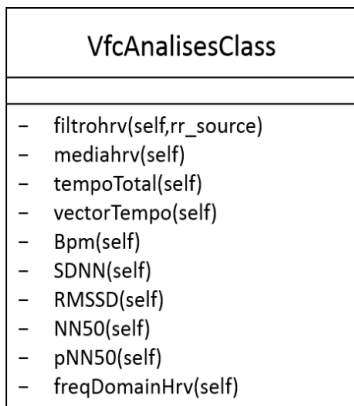 VfcAnalisesClass
– filtrohrv(self,rr_source)
– mediahrv(self)
– tempoTotal(self)
– vectorTempo(self)
– Bpm(self)
– SDNN(self)
– RMSSD(self)
– NN50(self)
– pNN50(self)
– freqDomainHrv(self)